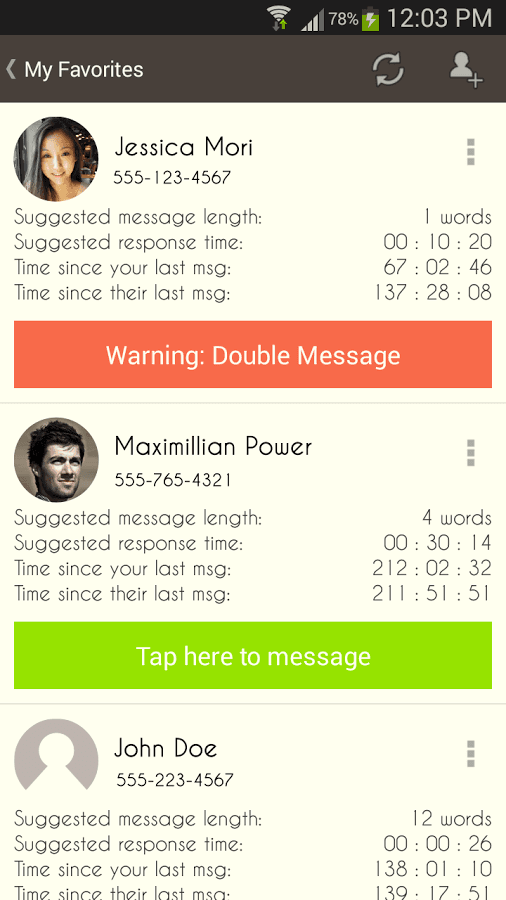 78% 12:03 PM
My Favorites
Jessica Mori
555-123-4567
Suggested message length: 1 words
Suggested response time: 00 : 10 : 20
Time since your last msg: 67 : 02 : 46
Time since their last msg: 137 : 28 : 08
Warning: Double Message
Maximillian Power
555-765-4321
Suggested message length: 4 words
Suggested response time: 00 : 30 : 14
Time since your last msg: 212 : 02 : 32
Time since their last msg: 211 : 51 : 51
Tap here to message
John Doe
555-223-4567
Suggested message length: 12 words
Suggested response time: 00 : 00 : 26
Time since your last msg: 138 : 01 : 10
Time since their last msg: 139 : 17 : 51